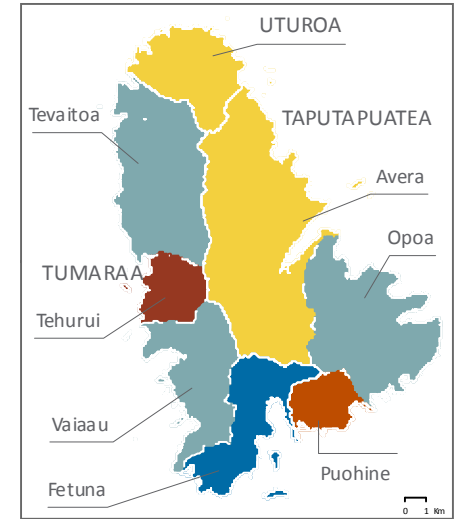 UTUROA
Tevaitoa
TAPUTAPUATEA
Avera
Opoa
TUMARAA
Tehurui
Vaiaau
Puohine
Fetuna
0 1 Km